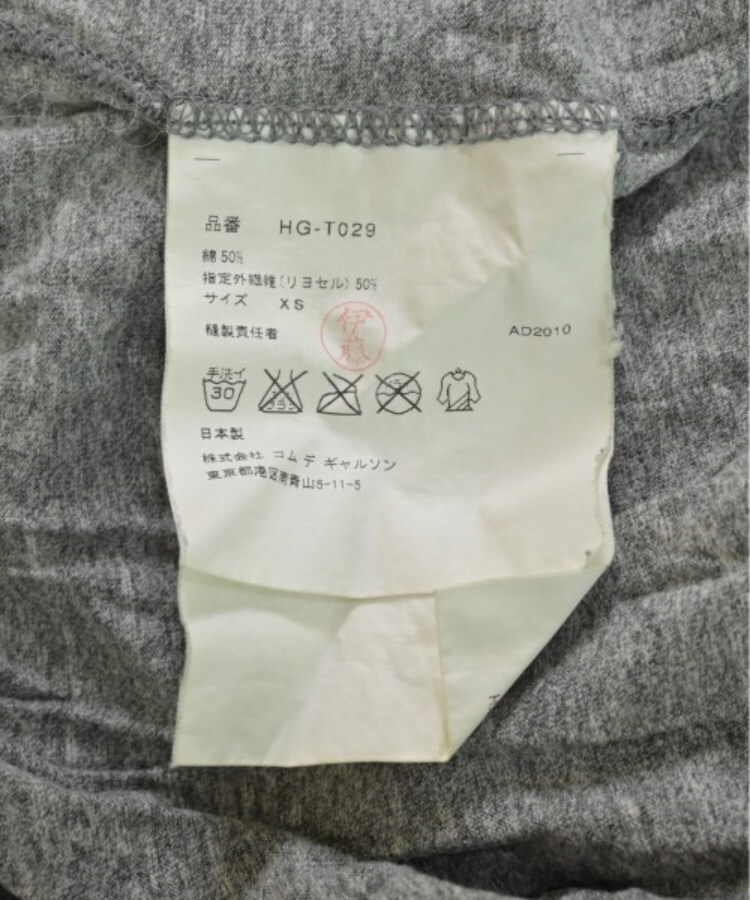 品番 HG-T029
綿 50%
指定外繊維(リヨセル) 50%
サイズ XS
伊藤
縫製責任者 AD2010
手洗イ
30
日本製
株式会社 コム デ ギャルソン
東京都港区南青山5-11-5